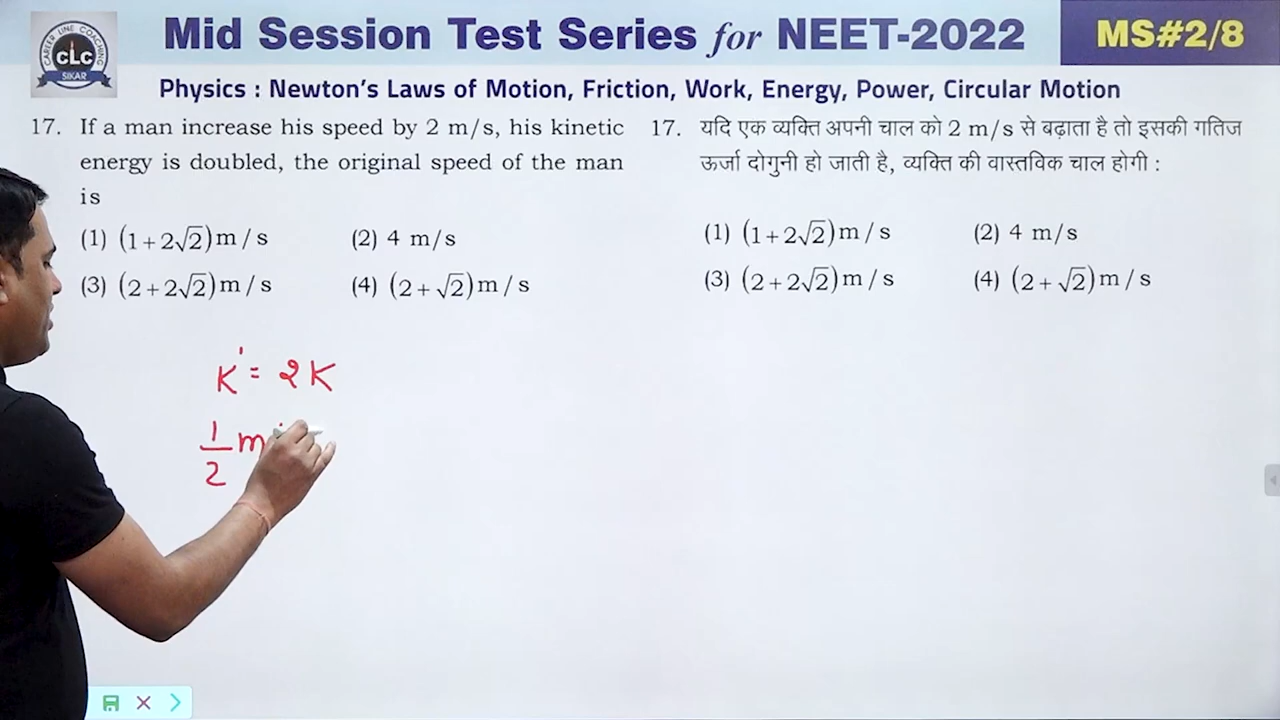 Mid Session Test Series for NEET-2022
MS#2/8
CAREER LINE COACHING
CLC
SIKAR
Physics : Newton's Laws of Motion, Friction, Work, Energy, Power, Circular Motion
17. If a man increase his speed by 2 m/s, his kinetic
energy is doubled, the original speed of the man
is
(1) (1+2√2)m/s (2) 4 m/s
(3) (2+2√2)m/s (4) (2+√2)m/s
17. यदि एक व्यक्ति अपनी चाल को 2 m/s से बढ़ाता है तो इसकी गतिज
ऊर्जा दोगुनी हो जाती है, व्यक्ति की वास्तविक चाल होगी :
(1) (1+2√2)m/s (2) 4 m/s
(3) (2+2√2)m/s (4) (2+√2)m/s
K' = 2K
1/2 m